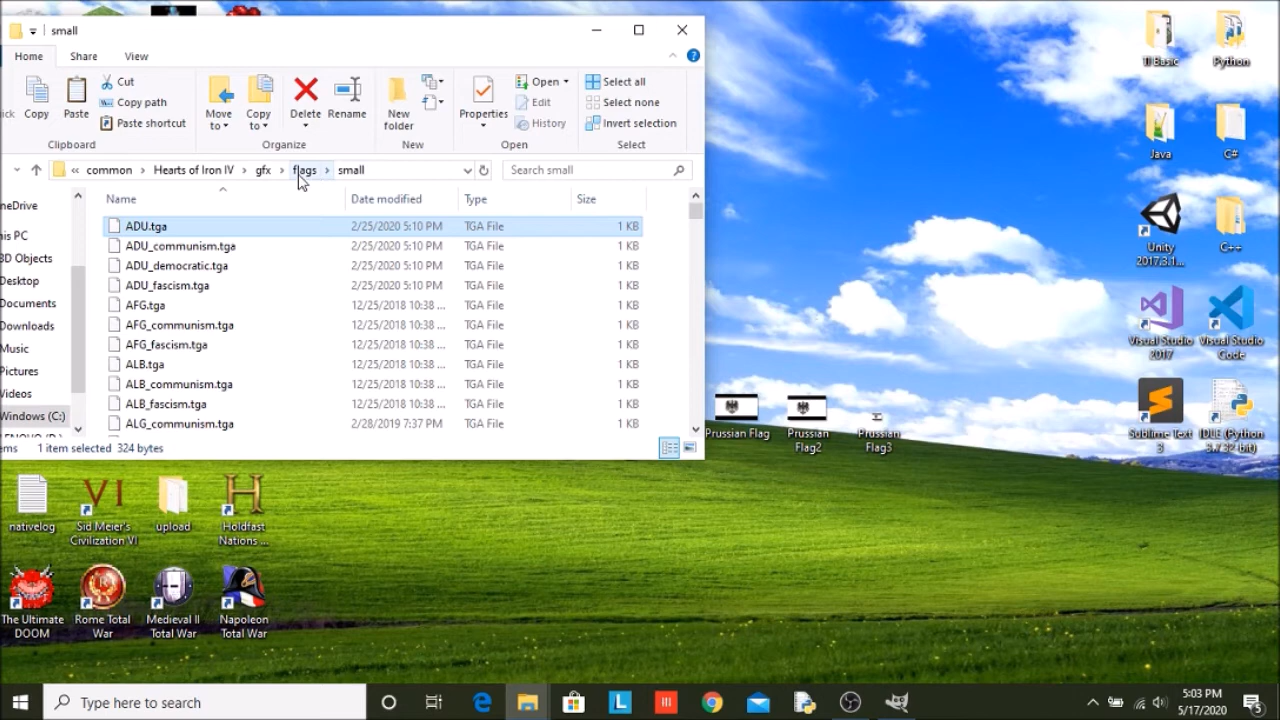 small
Home Share View
Copy Paste Cut
Copy path
Paste shortcut
Move to Copy to Delete Rename New folder Properties Open
Edit
History
Select all
Select none
Invert selection
Clipboard Organize New Open Select
common Hearts of Iron IV gfx flags small
Search small
Name Date modified Type Size
ADU.tga 2/25/2020 5:10 PM TGA File 1 KB
ADU_communism.tga 2/25/2020 5:10 PM TGA File 1 KB
ADU_democratic.tga 2/25/2020 5:10 PM TGA File 1 KB
ADU_fascism.tga 2/25/2020 5:10 PM TGA File 1 KB
AFG.tga 12/25/2018 10:38 ... TGA File 1 KB
AFG_communism.tga 12/25/2018 10:38 ... TGA File 1 KB
AFG_fascism.tga 12/25/2018 10:38 ... TGA File 1 KB
ALB.tga 12/25/2018 10:38 ... TGA File 1 KB
ALB_communism.tga 12/25/2018 10:38 ... TGA File 1 KB
ALB_fascism.tga 12/25/2018 10:38 ... TGA File 1 KB
ALG_communism.tga 2/28/2019 7:37 PM TGA File 1 KB
neDrive
is PC
3D Objects
Desktop
Documents
Downloads
Music
Pictures
Videos
Windows (C:)
ems 1 item selected 324 bytes
TI Basic
Python
Java
C#
Unity
2017.3.1...
C++
Visual Studio
2017
Visual Studio
Code
Sublime Text
3
IDLE (Python
3.7 32-bit)
Prussian Flag
Prussian
Flag2
Prussian
Flag3
nativelog
Sid Meier's
Civilization VI
upload
Holdfast
Nations ...
The Ultimate
DOOM
Rome Total
War
Medieval II
Total War
Napoleon
Total War
Type here to search
5:03 PM
5/17/2020
5